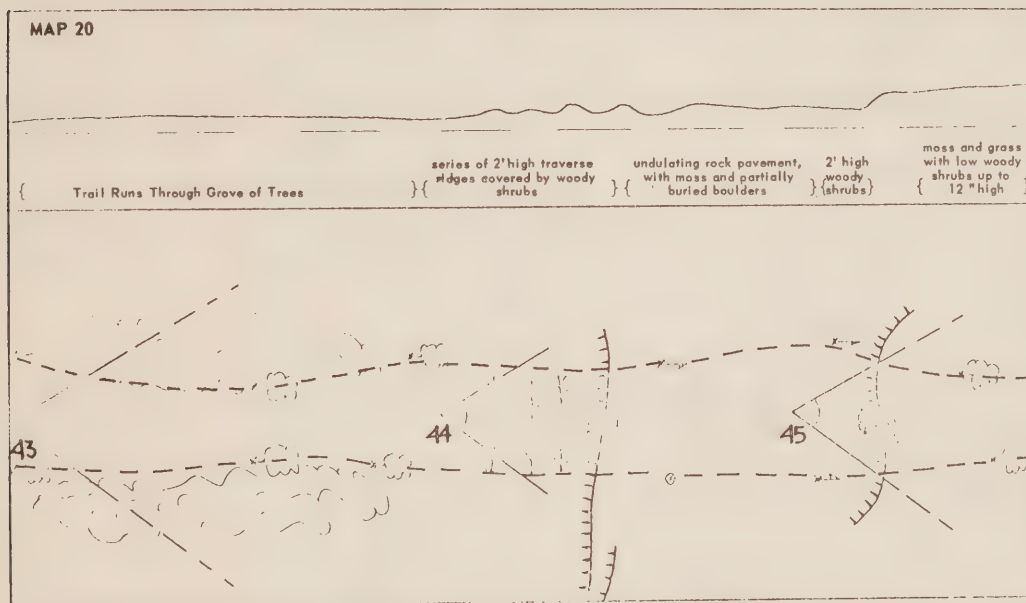 MAP 20
{ Trail Runs Through Grove of Trees }
{ series of 2' high traverse
ridges covered by woody
shrubs }
{ undulating rock pavement,
with moss and partially
buried boulders }
{ 2' high
woody
shrubs }
{ moss and grass
with low woody
shrubs up to
12" high }
43
44
45